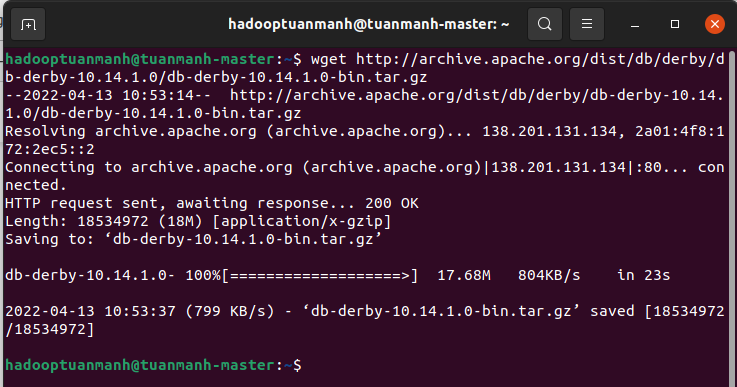 hadooptuanmanh@tuanmanh-master: ~
hadooptuanmanh@tuanmanh-master:~$ wget http://archive.apache.org/dist/db/derby/d
b-derby-10.14.1.0/db-derby-10.14.1.0-bin.tar.gz
--2022-04-13 10:53:14--  http://archive.apache.org/dist/db/derby/db-derby-10.14.
1.0/db-derby-10.14.1.0-bin.tar.gz
Resolving archive.apache.org (archive.apache.org)... 138.201.131.134, 2a01:4f8:1
72:2ec5::2
Connecting to archive.apache.org (archive.apache.org)|138.201.131.134|:80... con
nected.
HTTP request sent, awaiting response... 200 OK
Length: 18534972 (18M) [application/x-gzip]
Saving to: ‘db-derby-10.14.1.0-bin.tar.gz’
db-derby-10.14.1.0- 100%[===================>]  17.68M   804KB/s    in 23s
2022-04-13 10:53:37 (799 KB/s) - ‘db-derby-10.14.1.0-bin.tar.gz’ saved [18534972
/18534972]
hadooptuanmanh@tuanmanh-master:~$